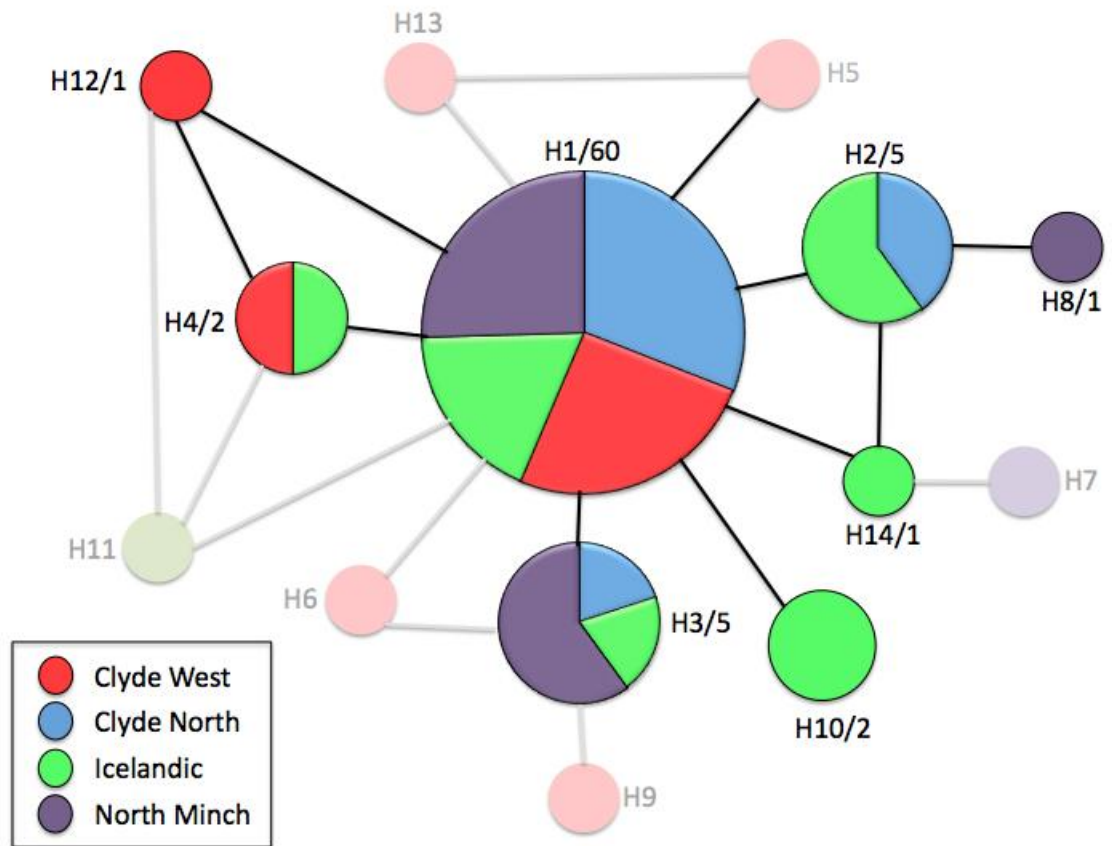 H13
H12/1
H5
H1/60
H2/5
H8/1
H4/2
H7
H14/1
H11
H6
H3/5
H10/2
H9
Clyde West
Clyde North
Icelandic
North Minch